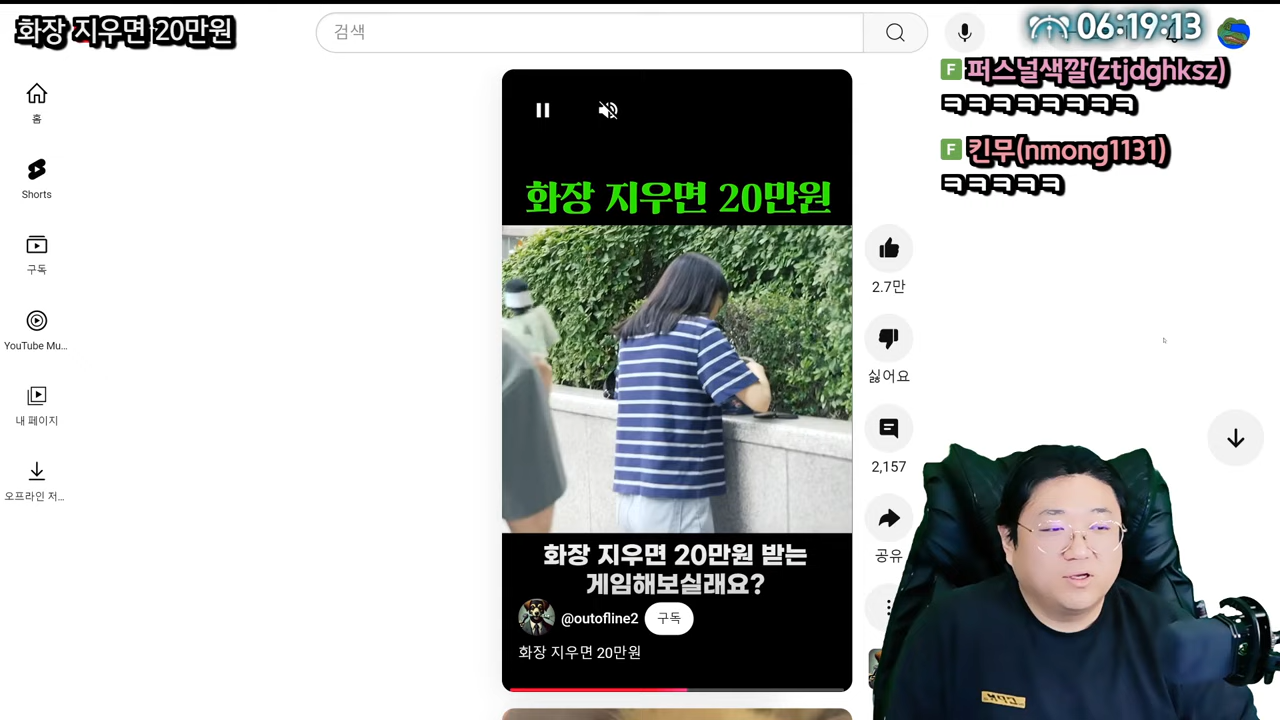 화장 지우면 20만원
검색
06:19:13
F 퍼스널색깔(ztjdghksz)
ㅋㅋㅋㅋㅋㅋㅋㅋ
F 킨무(nmong1131)
ㅋㅋㅋㅋㅋ
홈
Shorts
구독
YouTube Mu...
내 페이지
오프라인 저...
화장 지우면 20만원
화장 지우면 20만원 받는
게임해보실래요?
@outofline2 구독
화장 지우면 20만원
2.7만
싫어요
2,157
공유